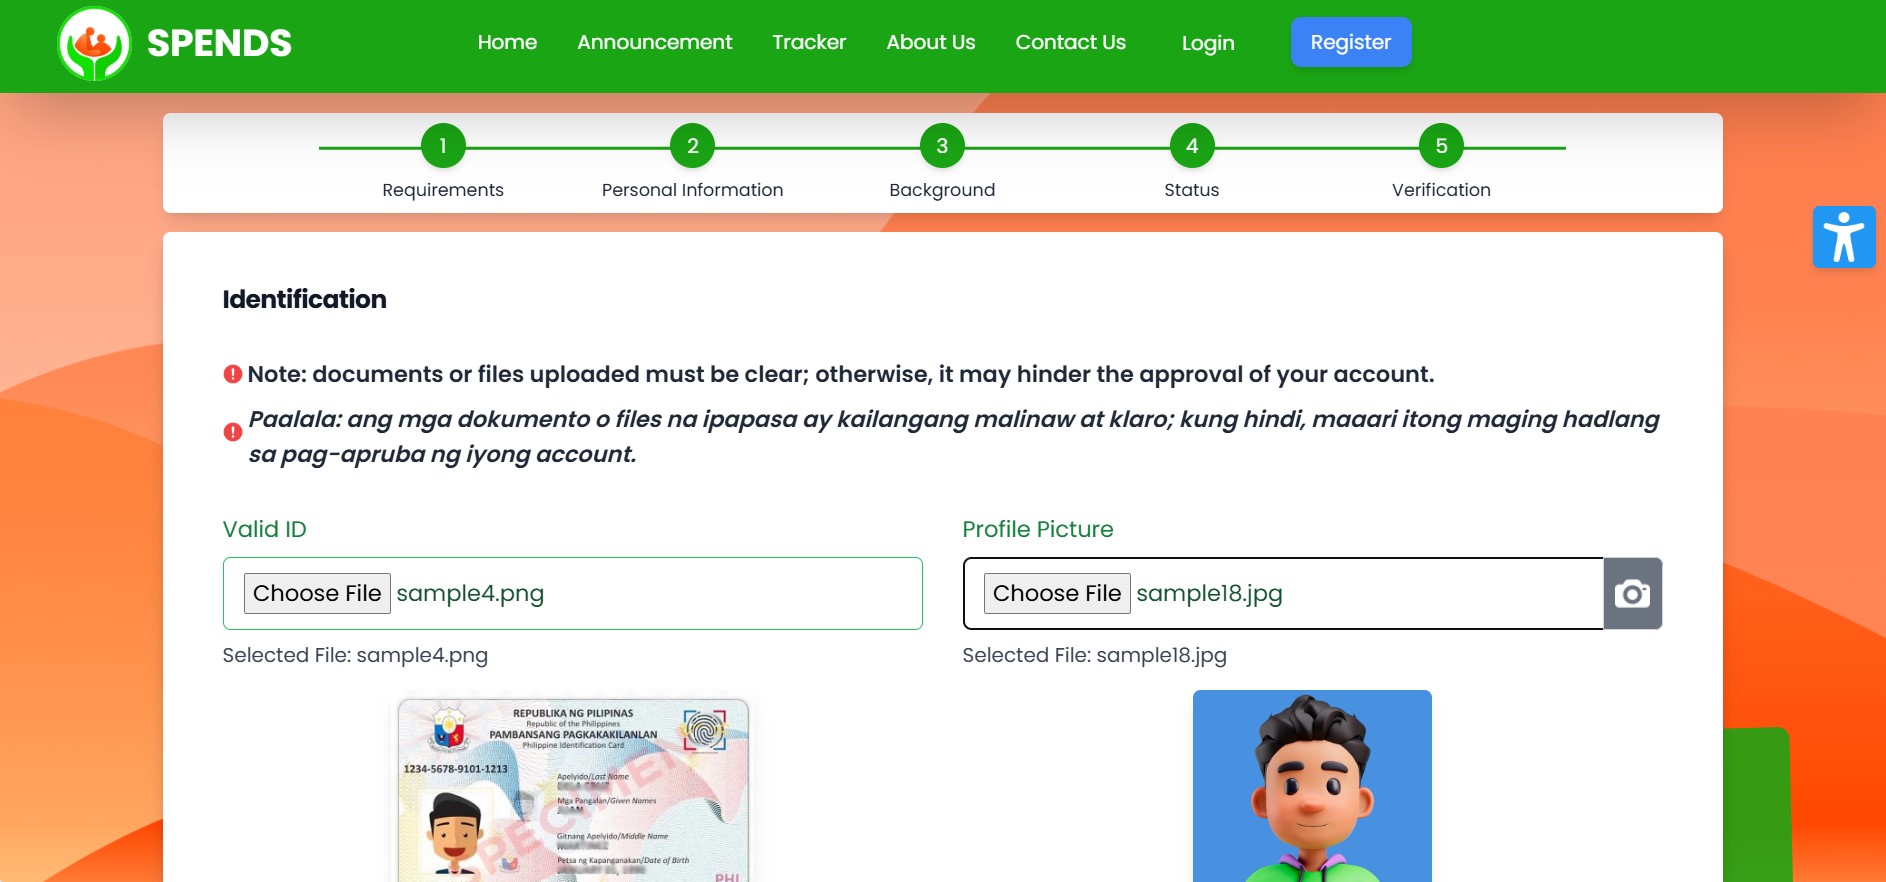 SPENDS
Home Announcement Tracker About Us Contact Us Login Register
1 2 3 4 5
Requirements Personal Information Background Status Verification
Identification
Note: documents or files uploaded must be clear; otherwise, it may hinder the approval of your account.
Paalala: ang mga dokumento o files na ipapasa ay kailangang malinaw at klaro; kung hindi, maaari itong maging hadlang
sa pag-apruba ng iyong account.
Valid ID
Choose File sample4.png
Selected File: sample4.png
Profile Picture
Choose File sample18.jpg
Selected File: sample18.jpg
REPUBLIKA NG PILIPINAS
Republic of the Philippines
PAMBANSANG PAGKAKAKILANLAN
Philippine Identification Card
1234-5678-9101-1213
Apelyido/Last Name
Mga Pangalan/Given Names
Gitnang Apelyido/Middle Name
Petsa ng Kapanganakan/Date of Birth